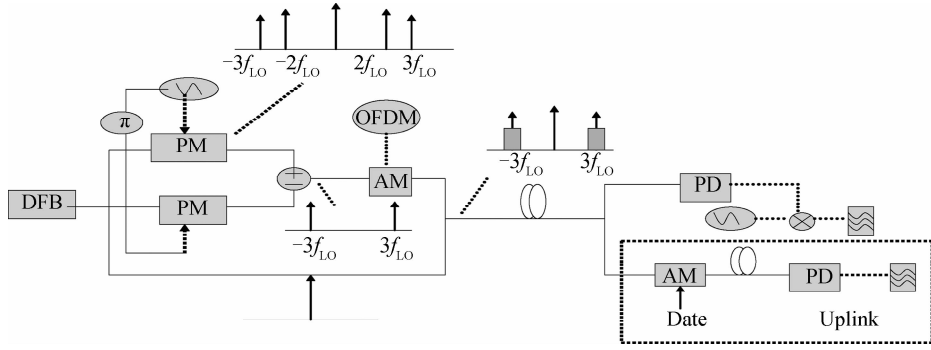 −3fLO −2fLO 2fLO 3fLO
π
PM
OFDM
AM
−3fLO 3fLO
DFB
PM
−3fLO 3fLO
PD
AM
PD
Date
Uplink